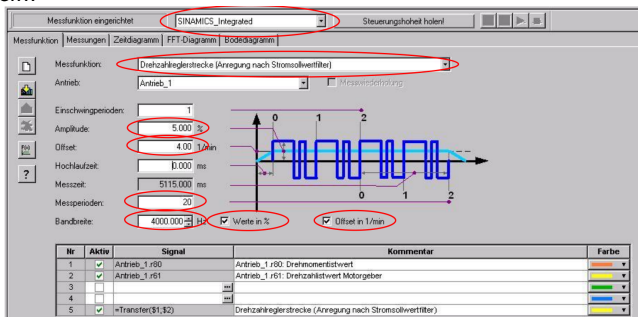 Messfunktion eingerichtet SINAMICS_Integrated Steuerungshoheit holen!
Messfunktion Messungen Zeitdiagramm FFT-Diagramm Bodediagramm
Messfunktion: Drehzahlreglerstrecke (Anregung nach Stromsollwertfilter)
Antrieb: Antrieb_1 Messwiederholung
Einschwingperioden: 1
Amplitude: 5.000 %
Offset: 4.00 1/min
Hochlaufzeit: 0.000 ms
Messzeit: 5115.000 ms
Messperioden: 20
Bandbreite: 4000.000 Hz Werte in % Offset in 1/min
0 1 2
0 1 2
Nr Aktiv Signal Kommentar Farbe
1 Antrieb_1.r80 Antrieb_1.r80: Drehmomentistwert
2 Antrieb_1.r61 Antrieb_1.r61: Drehzahlistwert Motorgeber
3 ...
4 ...
5 =Transfer($1;$2) Drehzahlreglerstrecke (Anregung nach Stromsollwertfilter)